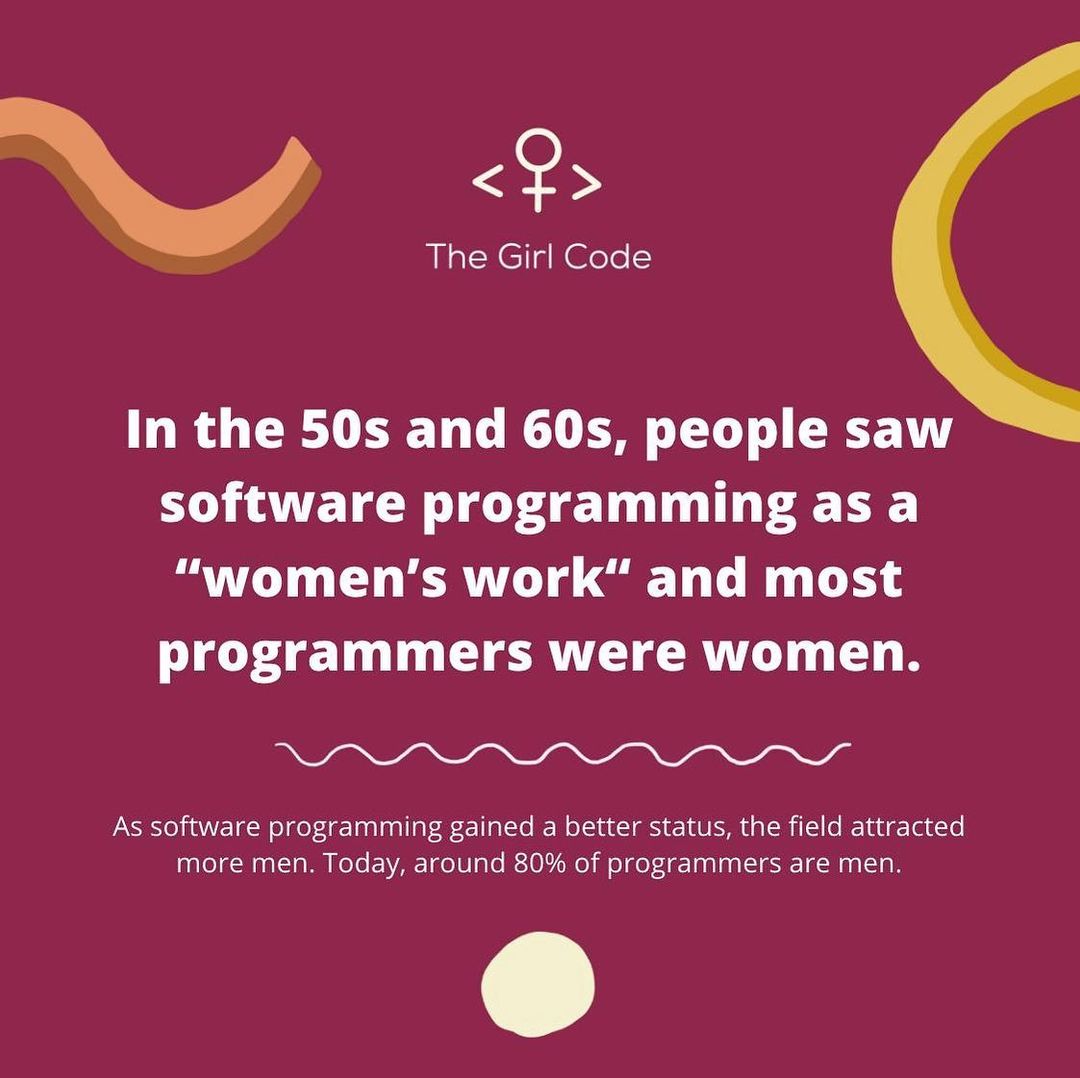 The Girl Code
In the 50s and 60s, people saw
software programming as a
“women’s work“ and most
programmers were women.
As software programming gained a better status, the field attracted
more men. Today, around 80% of programmers are men.